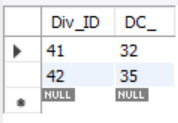 Div_ID DC_
41 32
42 35
NULL NULL